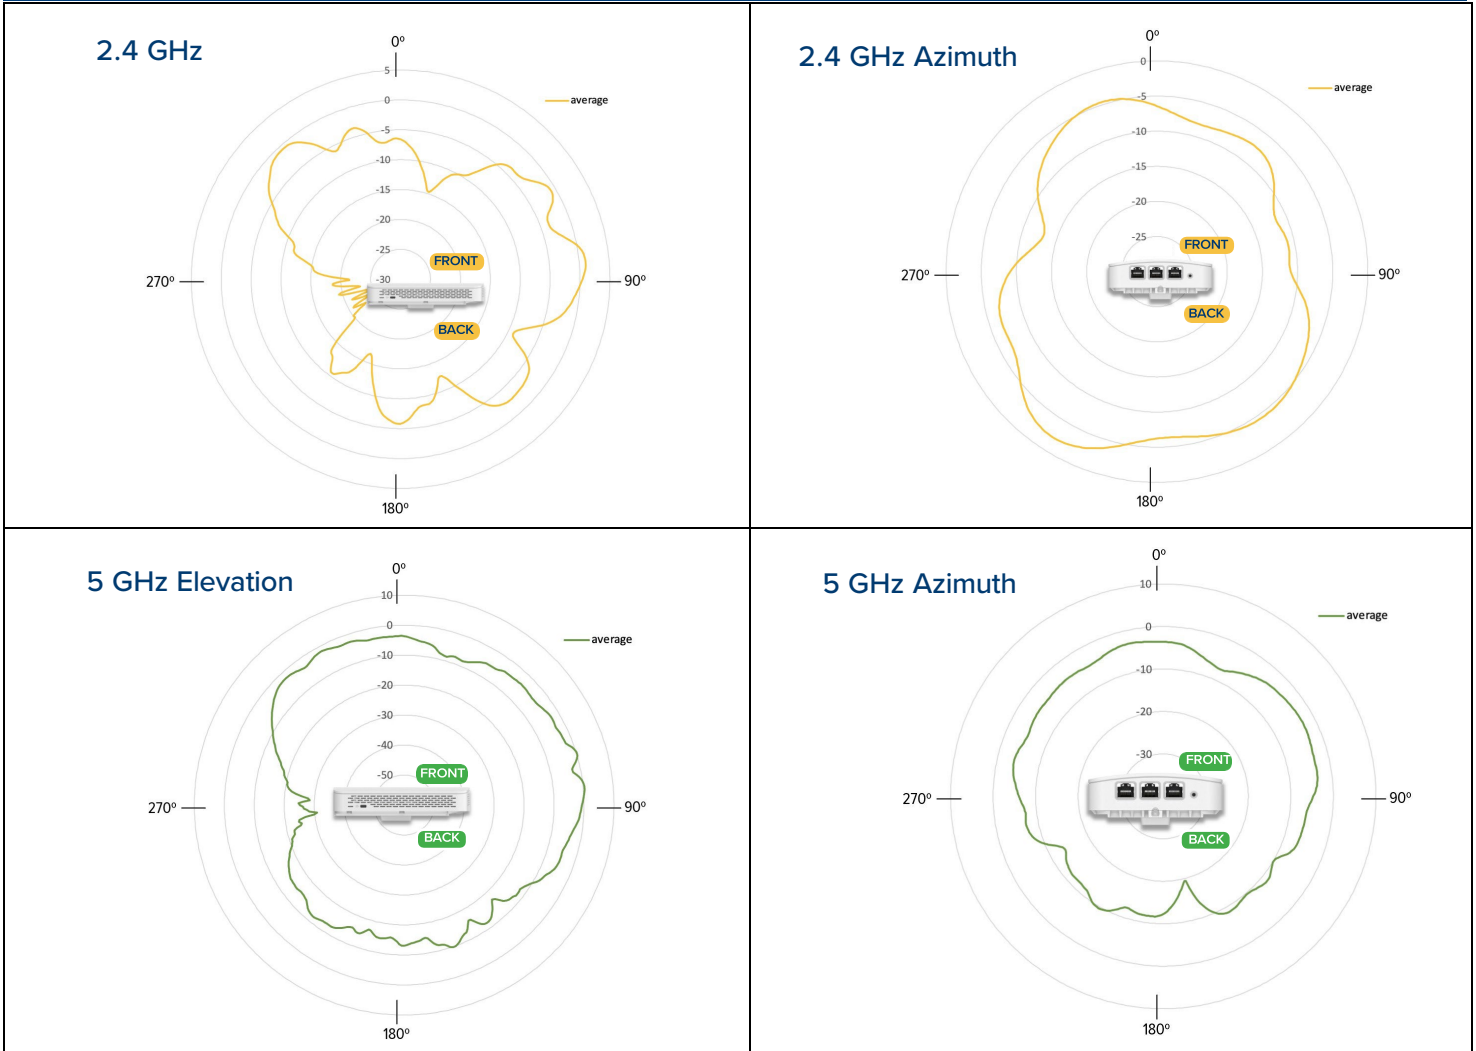 2.4 GHz
0º
5
0
-5
-10
-15
-20
-25
-30
average
FRONT
BACK
270º
90º
180º
2.4 GHz Azimuth
0º
0
-5
-10
-15
-20
-25
average
FRONT
BACK
270º
90º
180º
5 GHz Elevation
0º
10
0
-10
-20
-30
-40
-50
average
FRONT
BACK
270º
90º
180º
5 GHz Azimuth
0º
10
0
-10
-20
-30
average
FRONT
BACK
270º
90º
180º